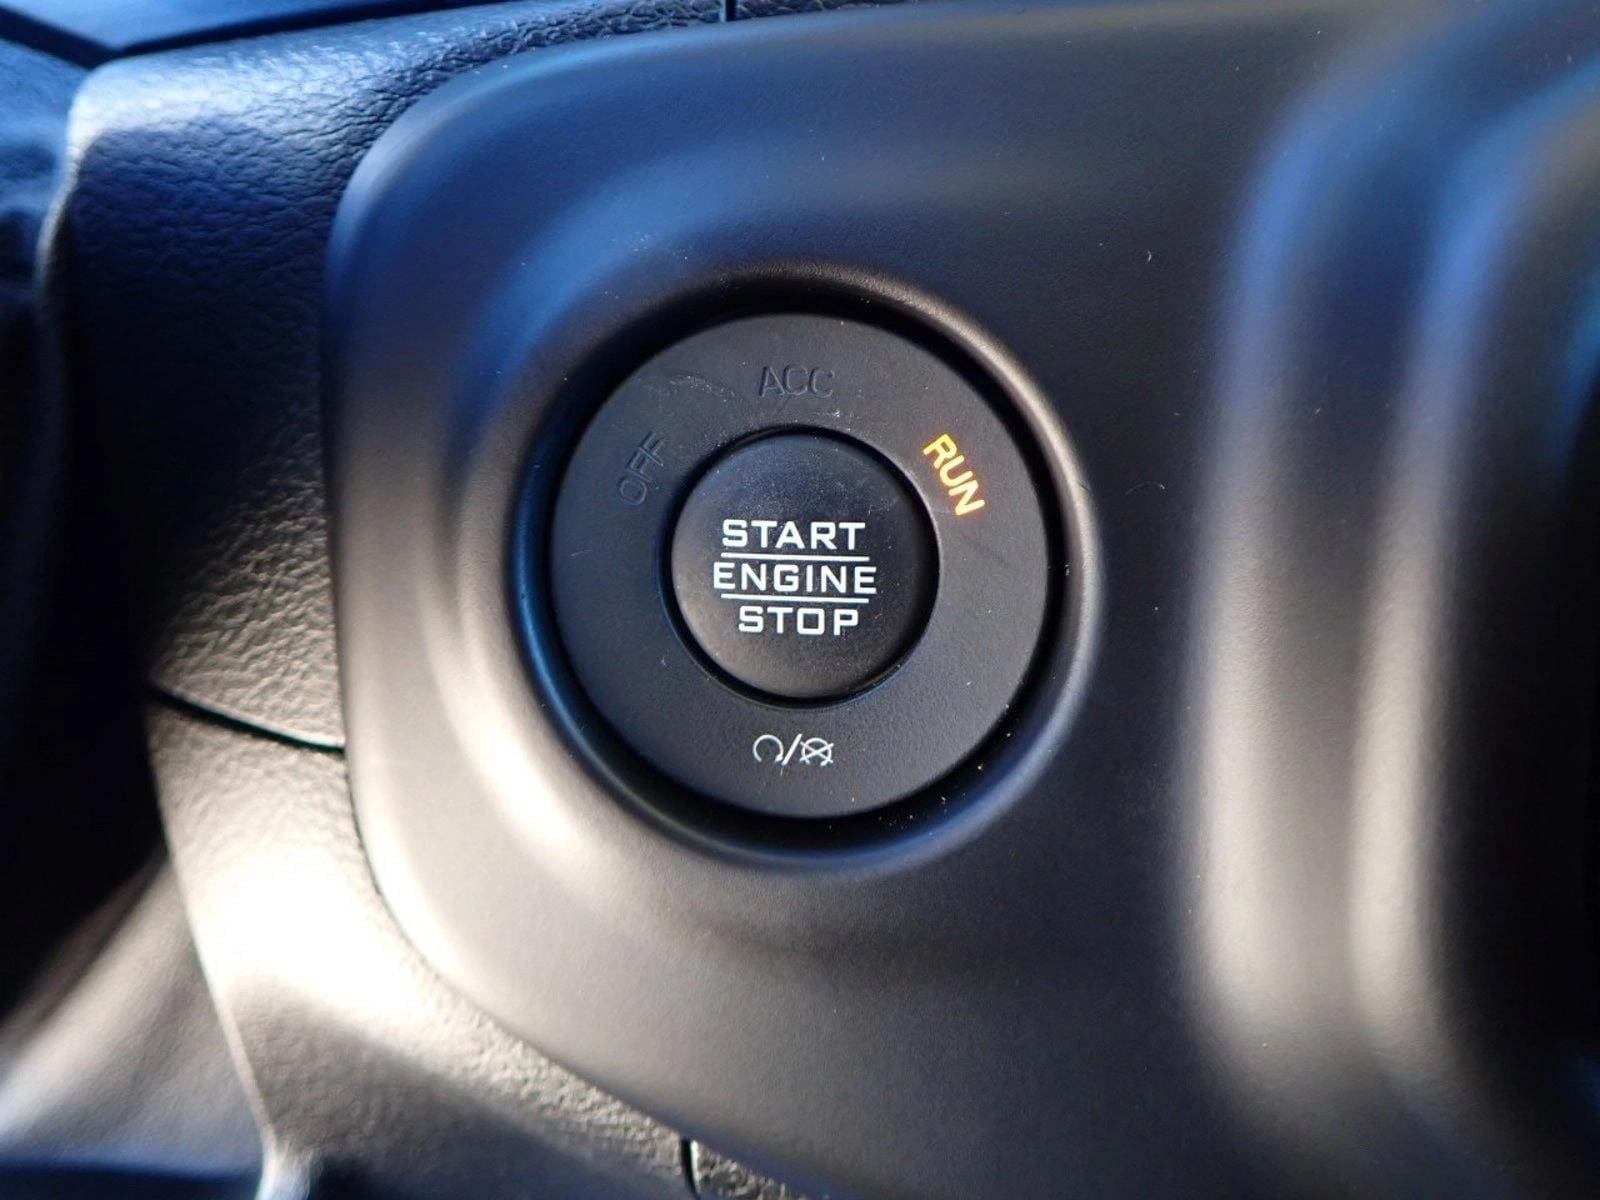 ACC
OFF
RUN
START
ENGINE
STOP